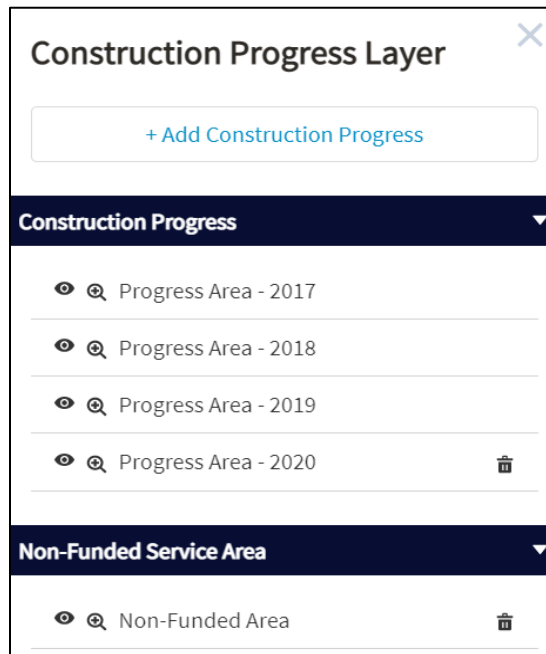 Construction Progress Layer
+ Add Construction Progress
Construction Progress
Progress Area - 2017
Progress Area - 2018
Progress Area - 2019
Progress Area - 2020
Non-Funded Service Area
Non-Funded Area